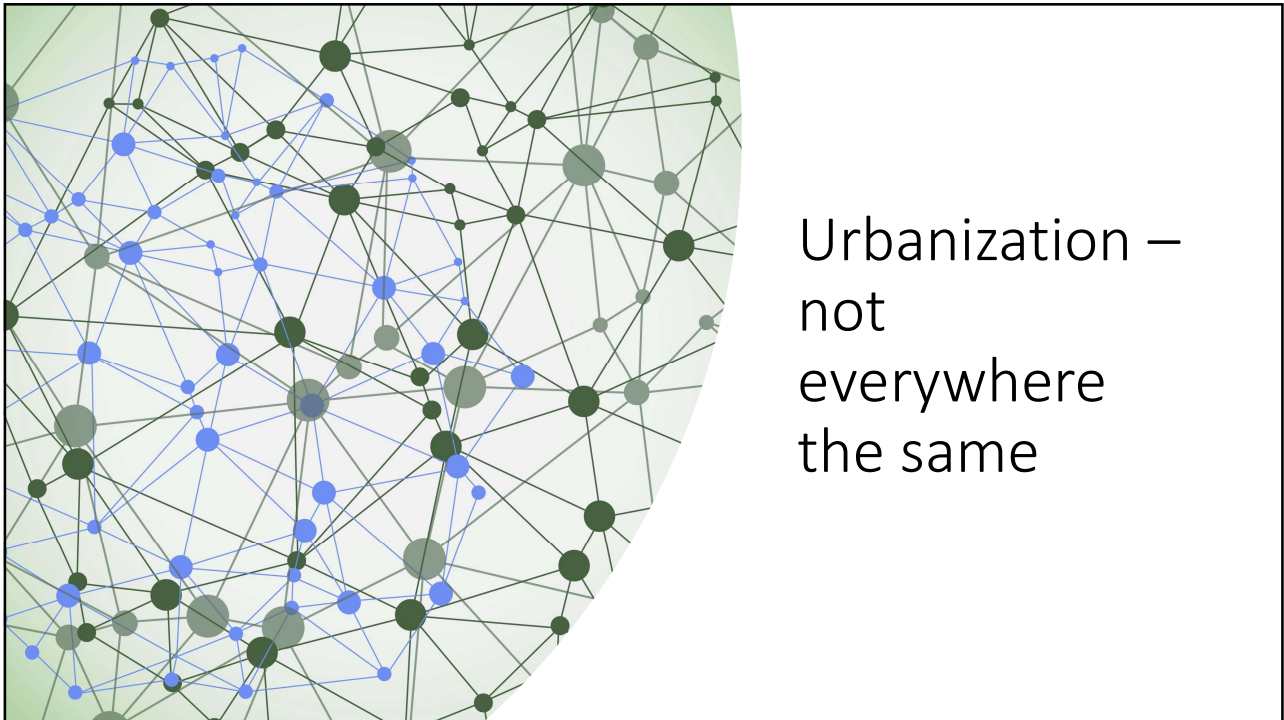 Urbanization –
not
everywhere
the same